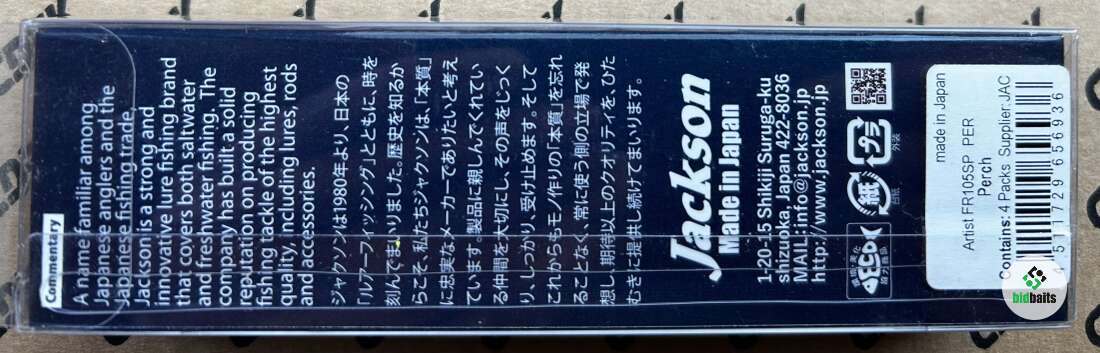 Commentary
A name familiar among
Japanese anglers and the
Japanese fishing trade,
Jackson is a strong and
innovative lure fishing brand
that covers both saltwater
and freshwater fishing. The
company has built a solid
reputation on producing
fishing tackle of the highest
quality, including lures, rods
and accessories.
ジャクソンは1980年より、日本の
「ルアーフィッシング」とともに、時を
刻んでまいりました。歴史を知るか
らこそ、私たちジャクソンは、「本質」
に忠実なメーカーでありたいと考え
ています。製品に親しんでくれてい
る仲間を大切にし、その声をじっく
り、しっかり、受け止めます。そして
これからもモノ作りの「本質」を忘れ
ることなく、常に使う側の立場で発
想し、期待以上のクオリティを、ひた
むきに提供し続けてまいります。
Jackson
Made in Japan
1-20-15 Shikiji Suruga-ku
shizuoka, Japan 422-8036
MAIL:info@jackson.jp
http://www.jackson.jp
プラ
外装
紙
台紙
ECO
made in Japan
Artist FR105SP PER
Perch
Contains: 4 Packs Supplier:JAC
4 511729 656936
bidbaits